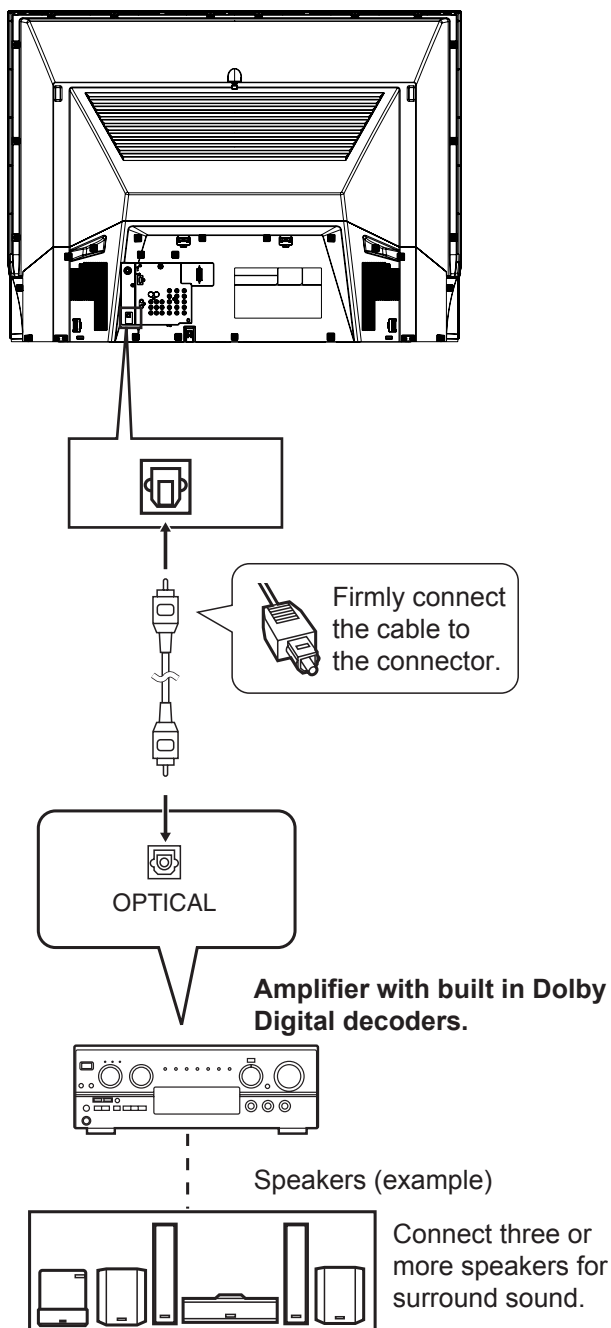 Firmly connect
the cable to
the connector.
OPTICAL
Amplifier with built in Dolby
Digital decoders.
Speakers (example)
Connect three or
more speakers for
surround sound.